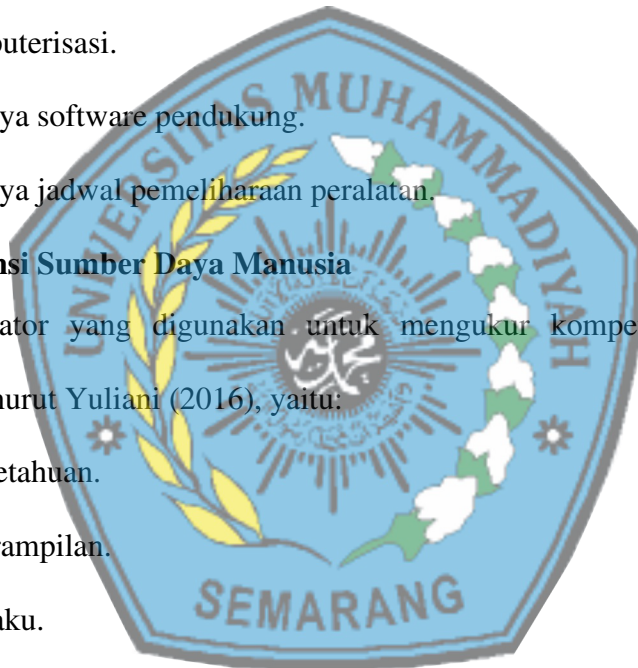 puterisasi.
ya software pendukung.
ya jadwal pemeliharaan peralatan.
nsi Sumber Daya Manusia
ator yang digunakan untuk mengukur kompe
nurut Yuliani (2016), yaitu:
etahuan.
rampilan.
aku.
UNIVERSITAS MUHAMMADIYAH
SEMARANG